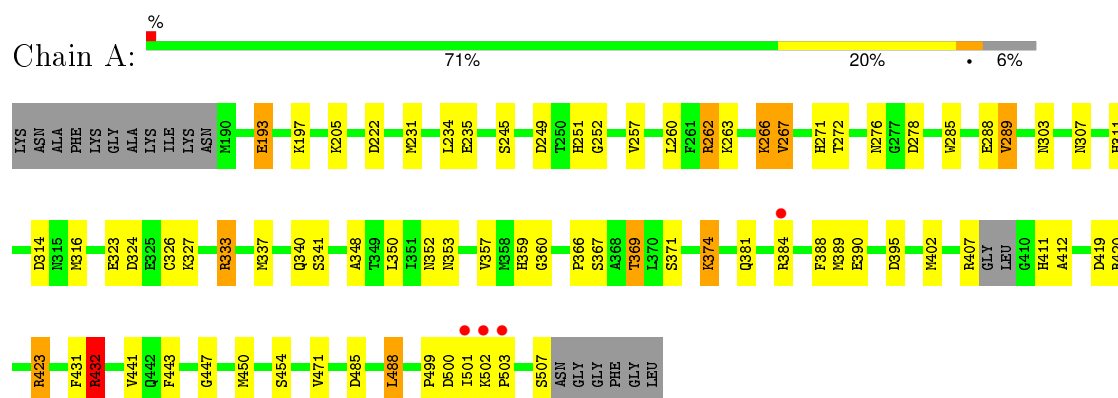 %
Chain A:
71% 20% • 6%
LYS ASN ALA PHE LYS GLY ALA LYS ILE LYS ASN M190 E193 K197 K205 D222 M231 L234 E235 S245 D249 T250 H251 G252 V257 L260 F261 R262 K263 K266 V267 H271 T272 N276 G277 D278 W285 E288 V289 N303 N307 H311
D314 N315 M316 E323 D324 E325 C326 K327 R333 M337 Q340 S341 A348 T349 L350 I351 N352 N353 V357 M358 H359 G360 P366 S367 A368 T369 L370 S371 K374 Q381 R384 F388 M389 E390 D395 M402 R407 GLY LEU G410 H411 A412 D419 R420
R423 F431 R432 V441 Q442 F443 G447 M450 S454 V471 D485 L488 P499 D500 I501 K502 P503 S507 ASN GLY GLY PHE GLY LEU